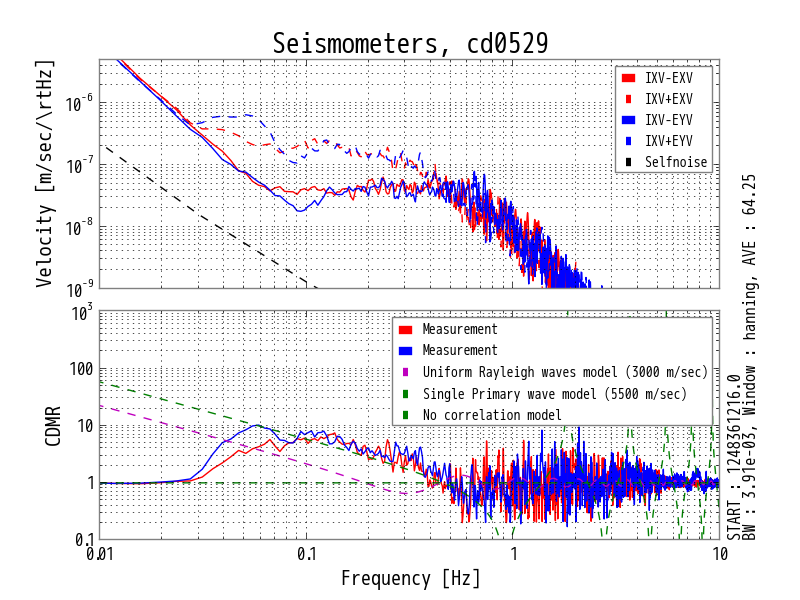 Seismometers, cd0529
Velocity [m/sec/\rtHz]
10^-6
10^-7
10^-8
10^-9
IXV-EXV
IXV+EXV
IXV-EYV
IXV+EYV
Selfnoise
CDMR
10^3
100
10
1
0.1
Measurement
Measurement
Uniform Rayleigh waves model (3000 m/sec)
Single Primary wave model (5500 m/sec)
No correlation model
0.01
0.1
1
10
Frequency [Hz]
START : 1248361216.0
BW : 3.91e-03, Window : hanning, AVE : 64.25